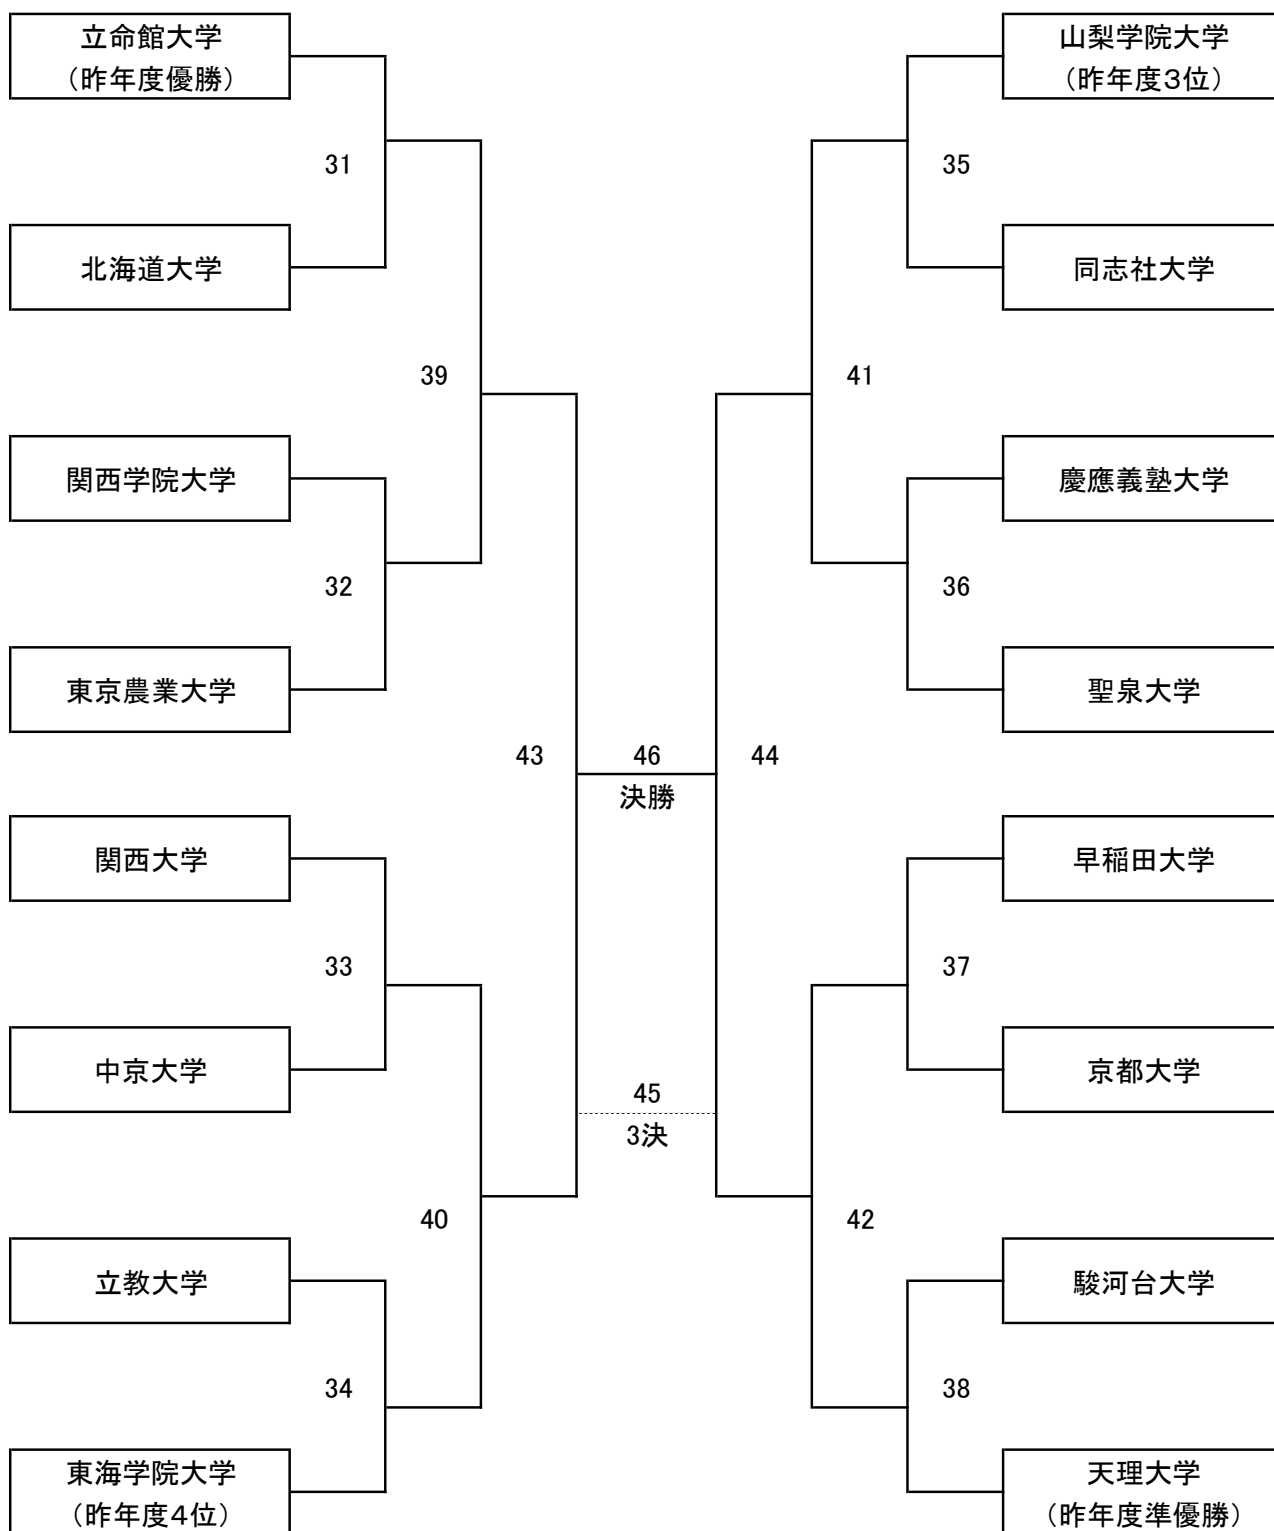 立命館大学
（昨年度優勝）
31
北海道大学
39
関西学院大学
32
東京農業大学
43
関西大学
33
中京大学
40
立教大学
34
東海学院大学
（昨年度4位）
46
決勝
45
3決
山梨学院大学
（昨年度3位）
35
同志社大学
41
慶應義塾大学
36
聖泉大学
44
早稲田大学
37
京都大学
42
駿河台大学
38
天理大学
（昨年度準優勝）